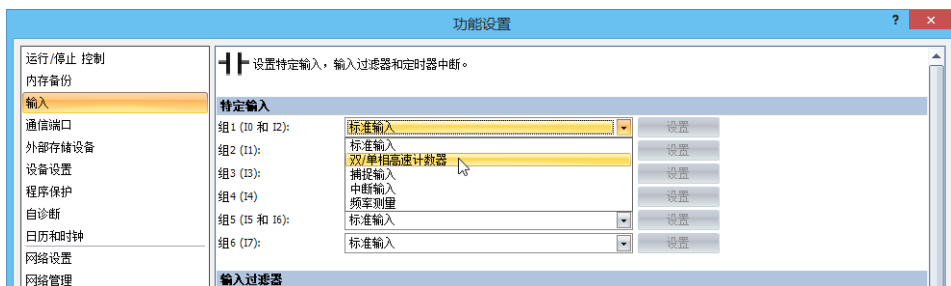 功能设置
? ×
运行/停止 控制
内存备份
输入
通信端口
外部存储设备
设备设置
程序保护
自诊断
日历和时钟
网络设置
网络管理
设置特定输入，输入过滤器和定时器中断。
特定输入
组1 (I0 和 I2): 标准输入 设置
组2 (I1): 设置
组3 (I3): 设置
组4 (I4) 设置
标准输入
双/单相高速计数器
捕捉输入
中断输入
频率测量
组5 (I5 和 I6): 标准输入 设置
组6 (I7): 标准输入 设置
输入过滤器